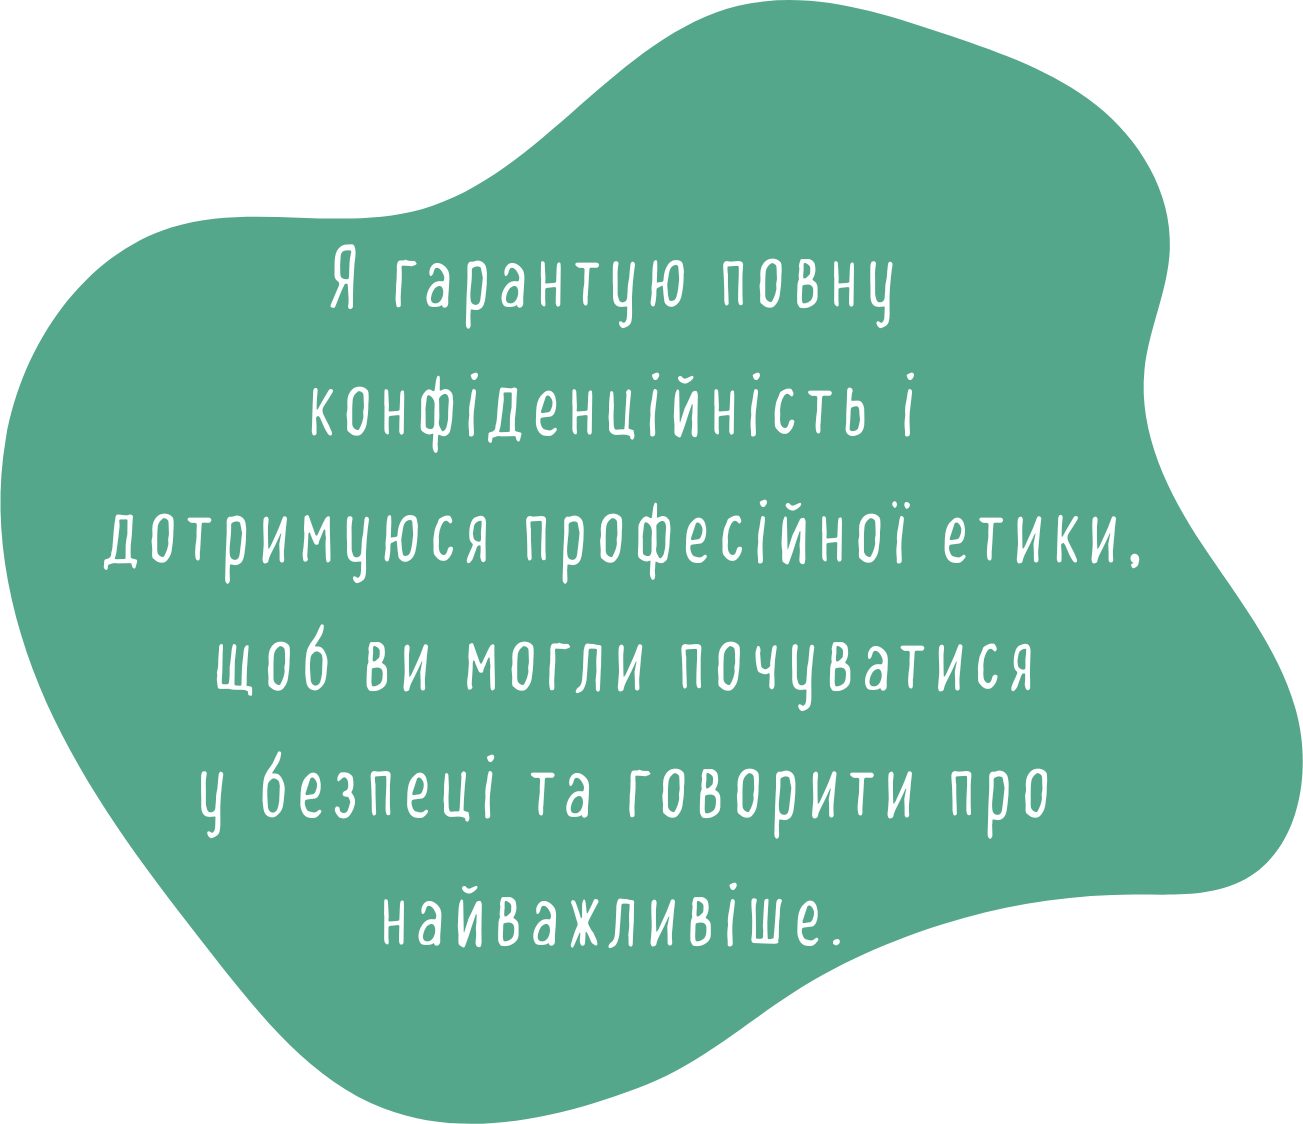 Я гарантую повну
конфіденційність і
дотримуюся професійної етики,
щоб ви могли почуватися
у безпеці та говорити про
найважливіше.